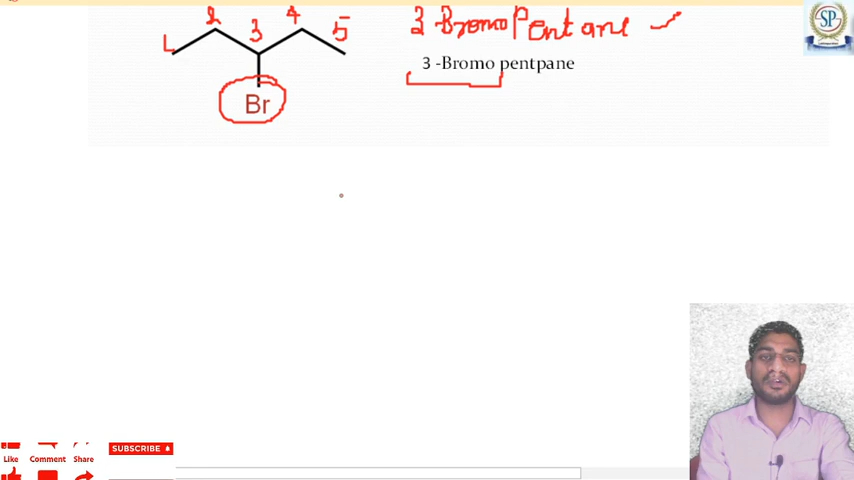 2 4
3 Bromo Pentane
1 3 5
3 -Bromo pentpane
Br
SP
Like Comment Share
SUBSCRIBE